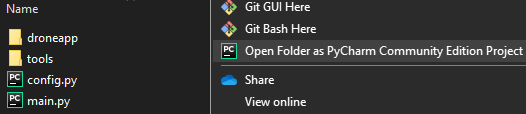 Name
droneapp
tools
config.py
main.py
Git GUI Here
Git Bash Here
Open Folder as PyCharm Community Edition Project
Share
View online